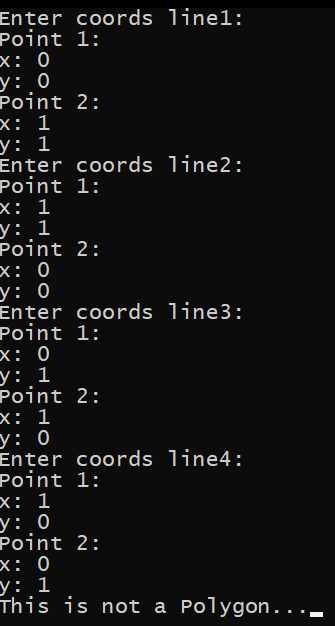 Enter coords line1:
Point 1:
x: 0
y: 0
Point 2:
x: 1
y: 1
Enter coords line2:
Point 1:
x: 1
y: 1
Point 2:
x: 0
y: 0
Enter coords line3:
Point 1:
x: 0
y: 1
Point 2:
x: 1
y: 0
Enter coords line4:
Point 1:
x: 1
y: 0
Point 2:
x: 0
y: 1
This is not a Polygon...